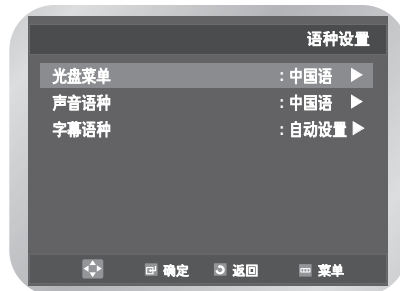 语种设置
光盘菜单 : 中国语 ▶
声音语种 : 中国语 ▶
字幕语种 : 自动设置 ▶
确定 返回 菜单